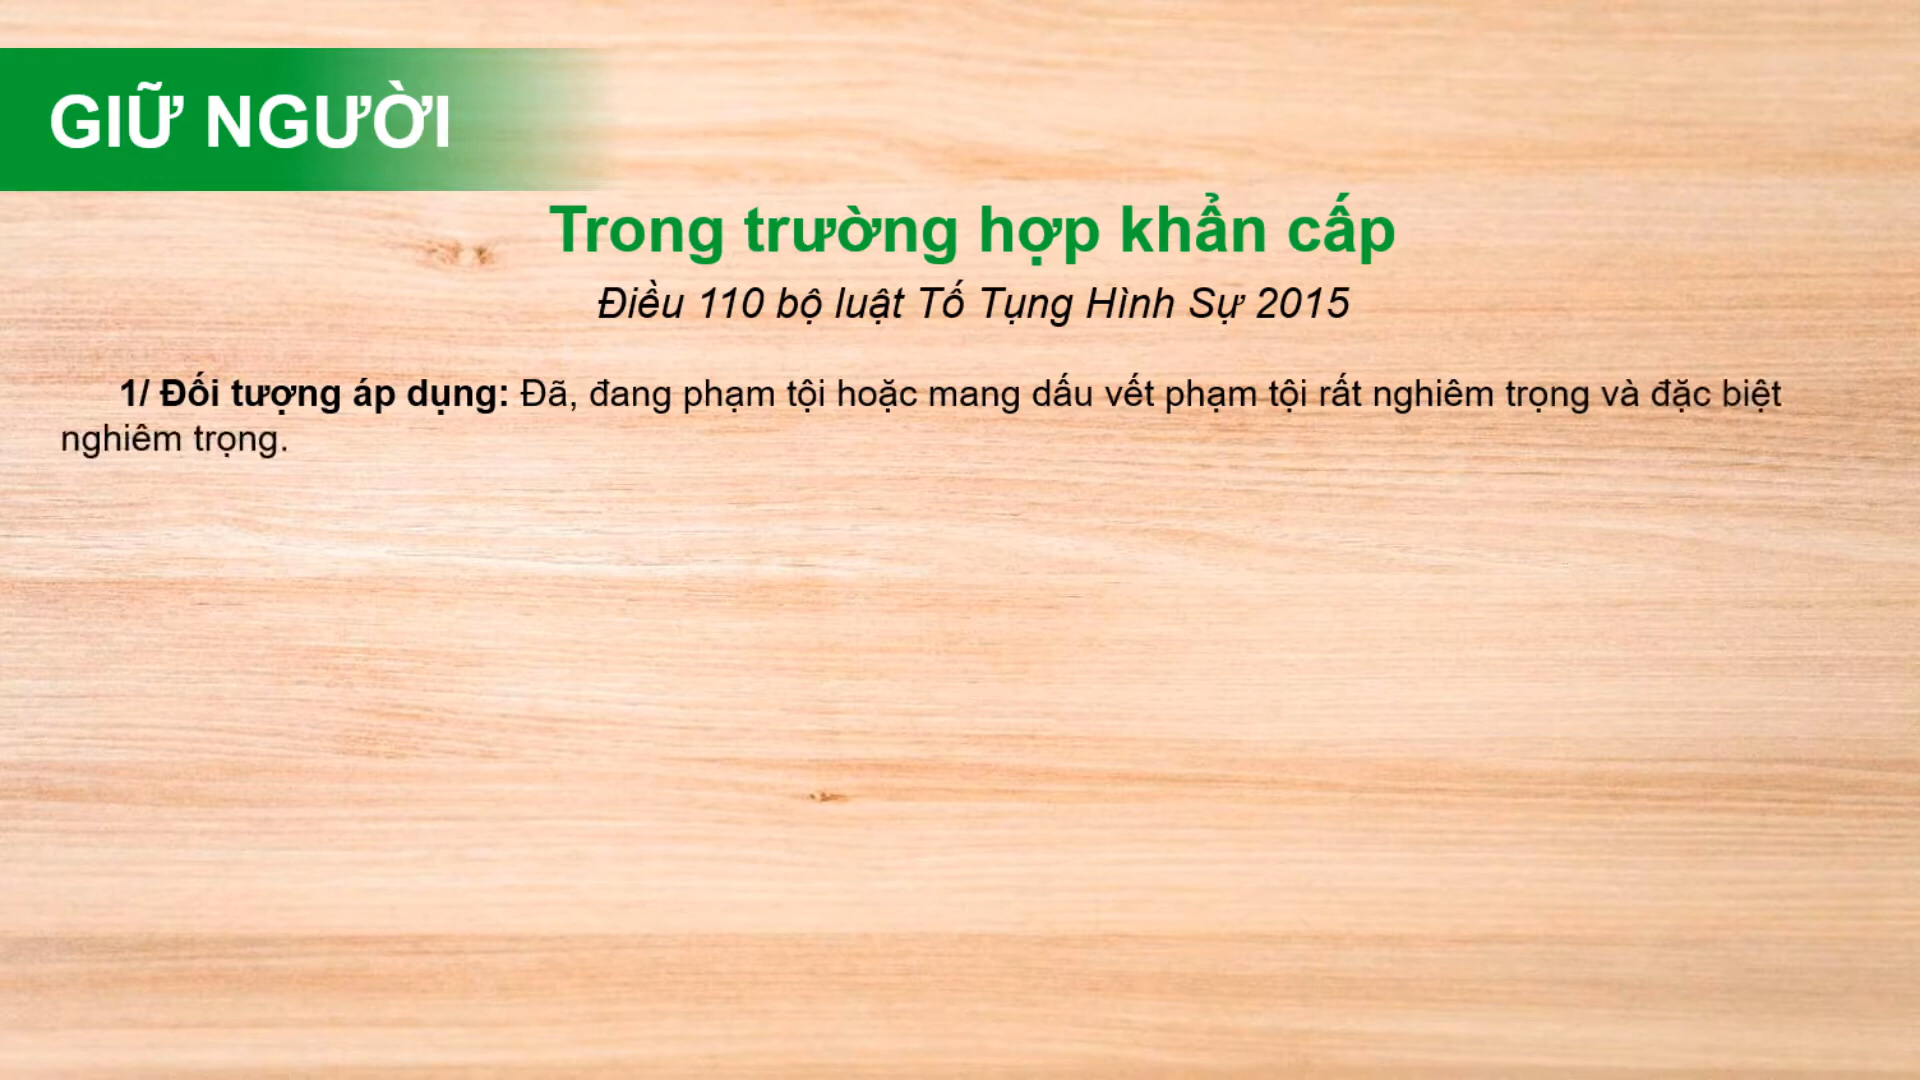 GIỮ NGƯỜI
Trong trường hợp khẩn cấp
Điều 110 bộ luật Tố Tụng Hình Sự 2015
1/ Đối tượng áp dụng: Đã, đang phạm tội hoặc mang dấu vết phạm tội rất nghiêm trọng và đặc biệt
nghiêm trọng.